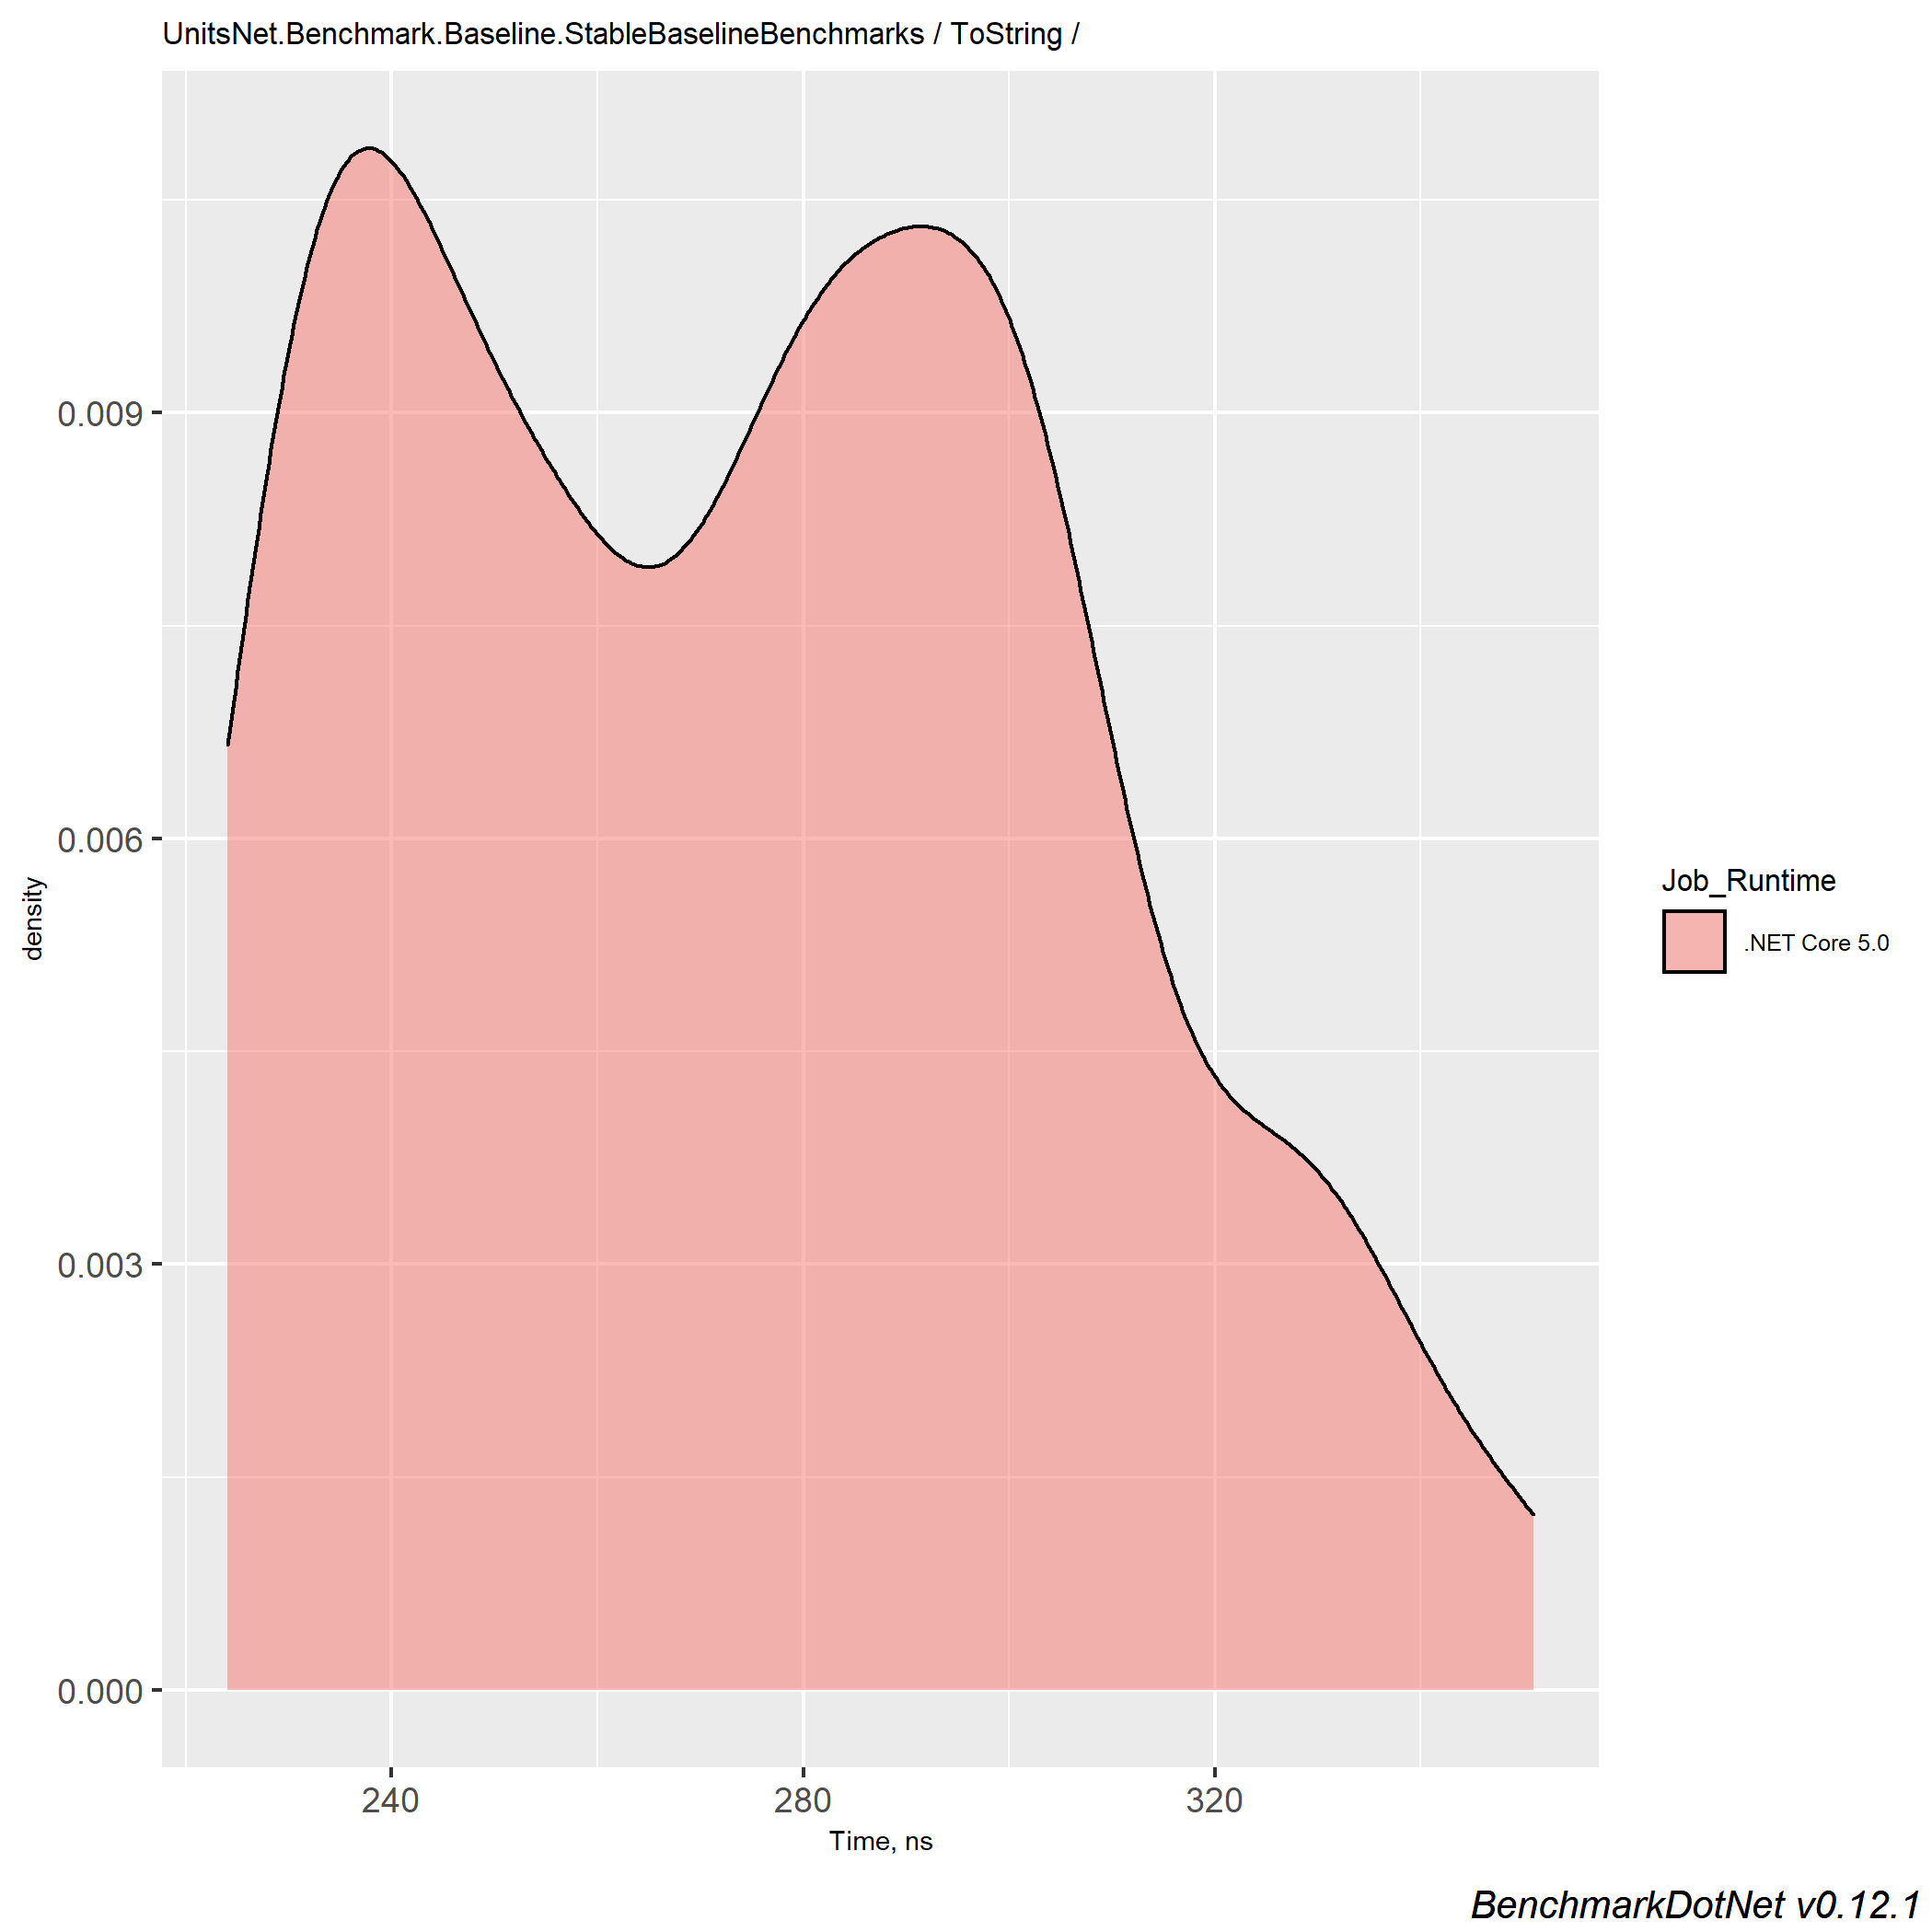 UnitsNet.Benchmark.Baseline.StableBaselineBenchmarks / ToString /
0.009
0.006
0.003
0.000
density
240 280 320
Time, ns
Job_Runtime
.NET Core 5.0
BenchmarkDotNet v0.12.1